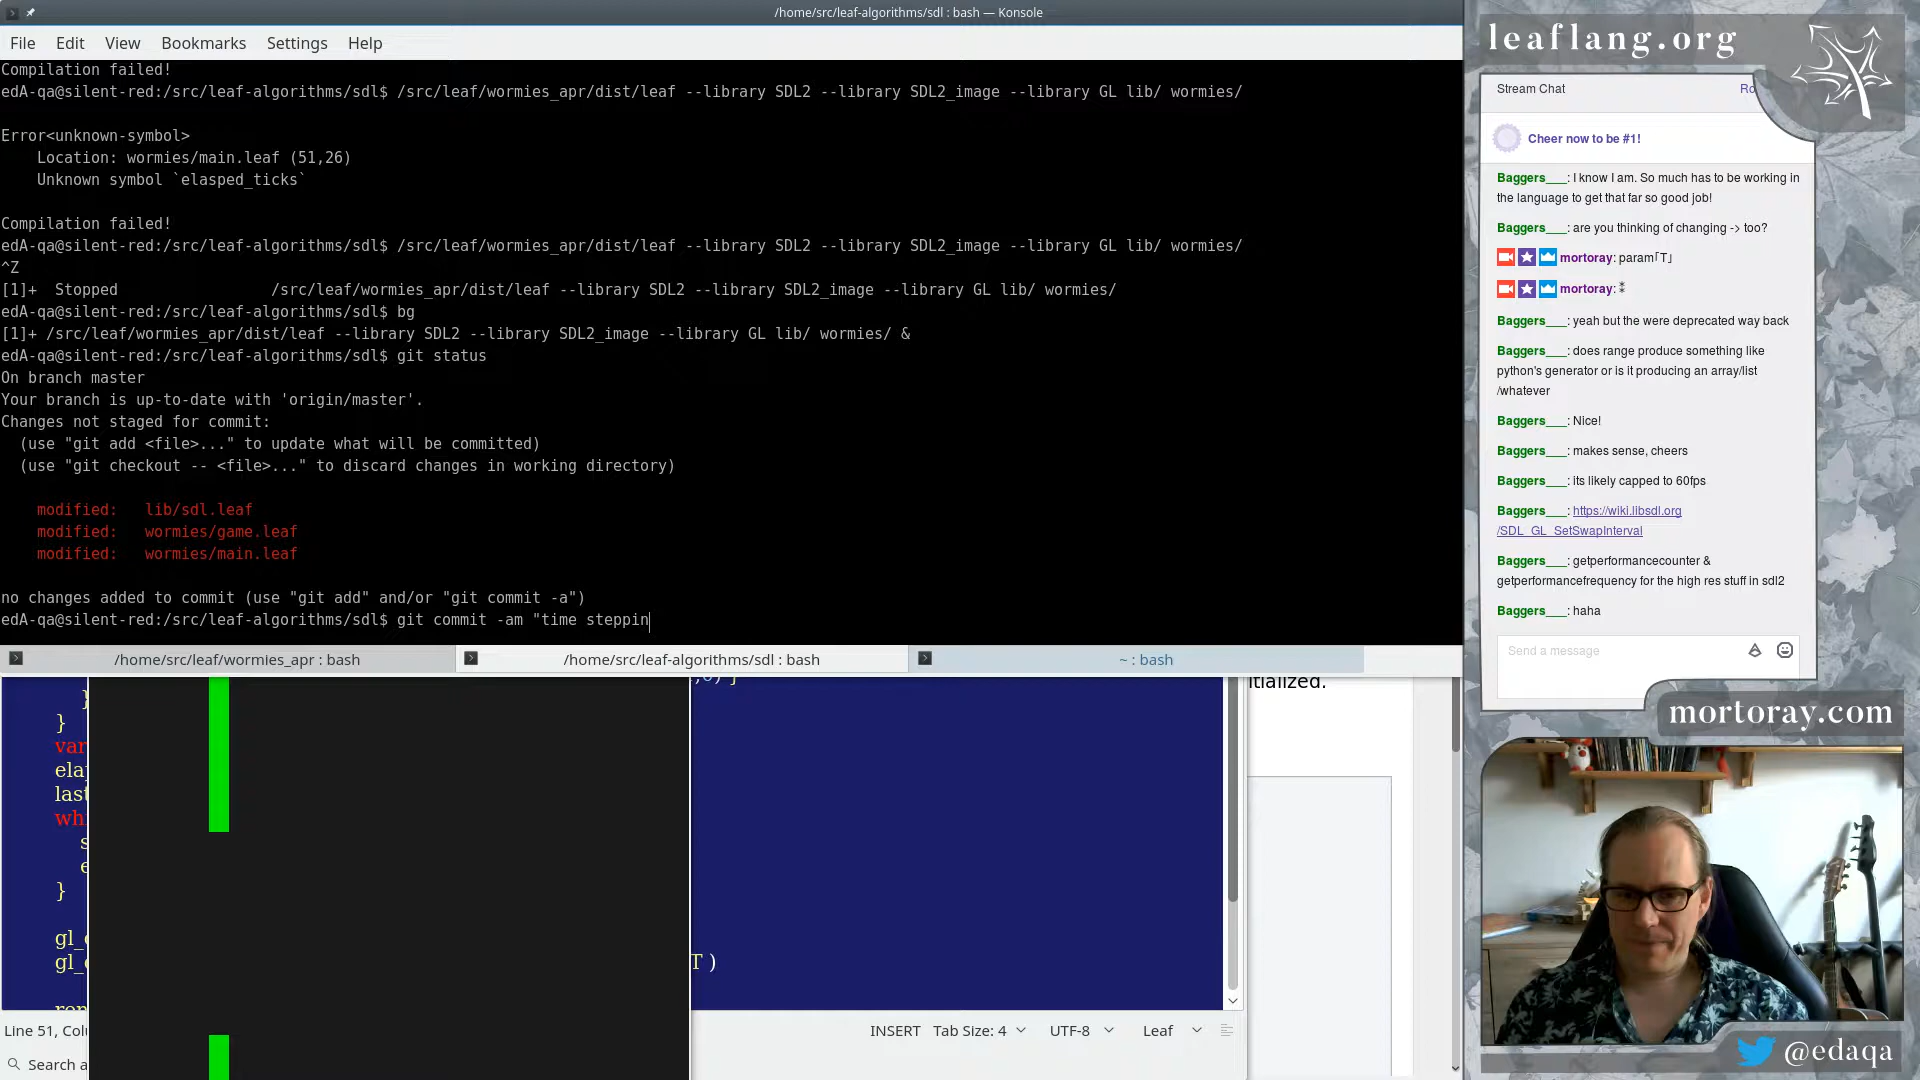 /home/src/leaf-algorithms/sdl : bash — Konsole
File Edit View Bookmarks Settings Help
Compilation failed!
edA-qa@silent-red:/src/leaf-algorithms/sdl$ /src/leaf/wormies_apr/dist/leaf --library SDL2 --library SDL2_image --library GL lib/ wormies/
Error<unknown-symbol>
Location: wormies/main.leaf (51,26)
Unknown symbol `elasped_ticks`
Compilation failed!
edA-qa@silent-red:/src/leaf-algorithms/sdl$ /src/leaf/wormies_apr/dist/leaf --library SDL2 --library SDL2_image --library GL lib/ wormies/
^Z
[1]+  Stopped                 /src/leaf/wormies_apr/dist/leaf --library SDL2 --library SDL2_image --library GL lib/ wormies/
edA-qa@silent-red:/src/leaf-algorithms/sdl$ bg
[1]+ /src/leaf/wormies_apr/dist/leaf --library SDL2 --library SDL2_image --library GL lib/ wormies/ &
edA-qa@silent-red:/src/leaf-algorithms/sdl$ git status
On branch master
Your branch is up-to-date with 'origin/master'.
Changes not staged for commit:
(use "git add <file>..." to update what will be committed)
(use "git checkout -- <file>..." to discard changes in working directory)
modified:   lib/sdl.leaf
modified:   wormies/game.leaf
modified:   wormies/main.leaf
no changes added to commit (use "git add" and/or "git commit -a")
edA-qa@silent-red:/src/leaf-algorithms/sdl$ git commit -am "time steppin
/home/src/leaf/wormies_apr : bash
/home/src/leaf-algorithms/sdl : bash
~ : bash
}
}
var
elap
last
whi
s
e
}
gl_
gl_
T )
itialized.
Line 51, Colu
INSERT Tab Size: 4 UTF-8 Leaf
Search a
leaflang.org
Stream Chat Ro
Cheer now to be #1!
Baggers___: I know I am. So much has to be working in
the language to get that far so good job!
Baggers___: are you thinking of changing -> too?
mortoray: param｢T｣
mortoray: ⁑
Baggers___: yeah but the were deprecated way back
Baggers___: does range produce something like
python's generator or is it producing an array/list
/whatever
Baggers___: Nice!
Baggers___: makes sense, cheers
Baggers___: its likely capped to 60fps
Baggers___: https://wiki.libsdl.org
/SDL_GL_SetSwapInterval
Baggers___: getperformancecounter &
getperformancefrequency for the high res stuff in sdl2
Baggers___: haha
Send a message
mortoray.com
@edaqa